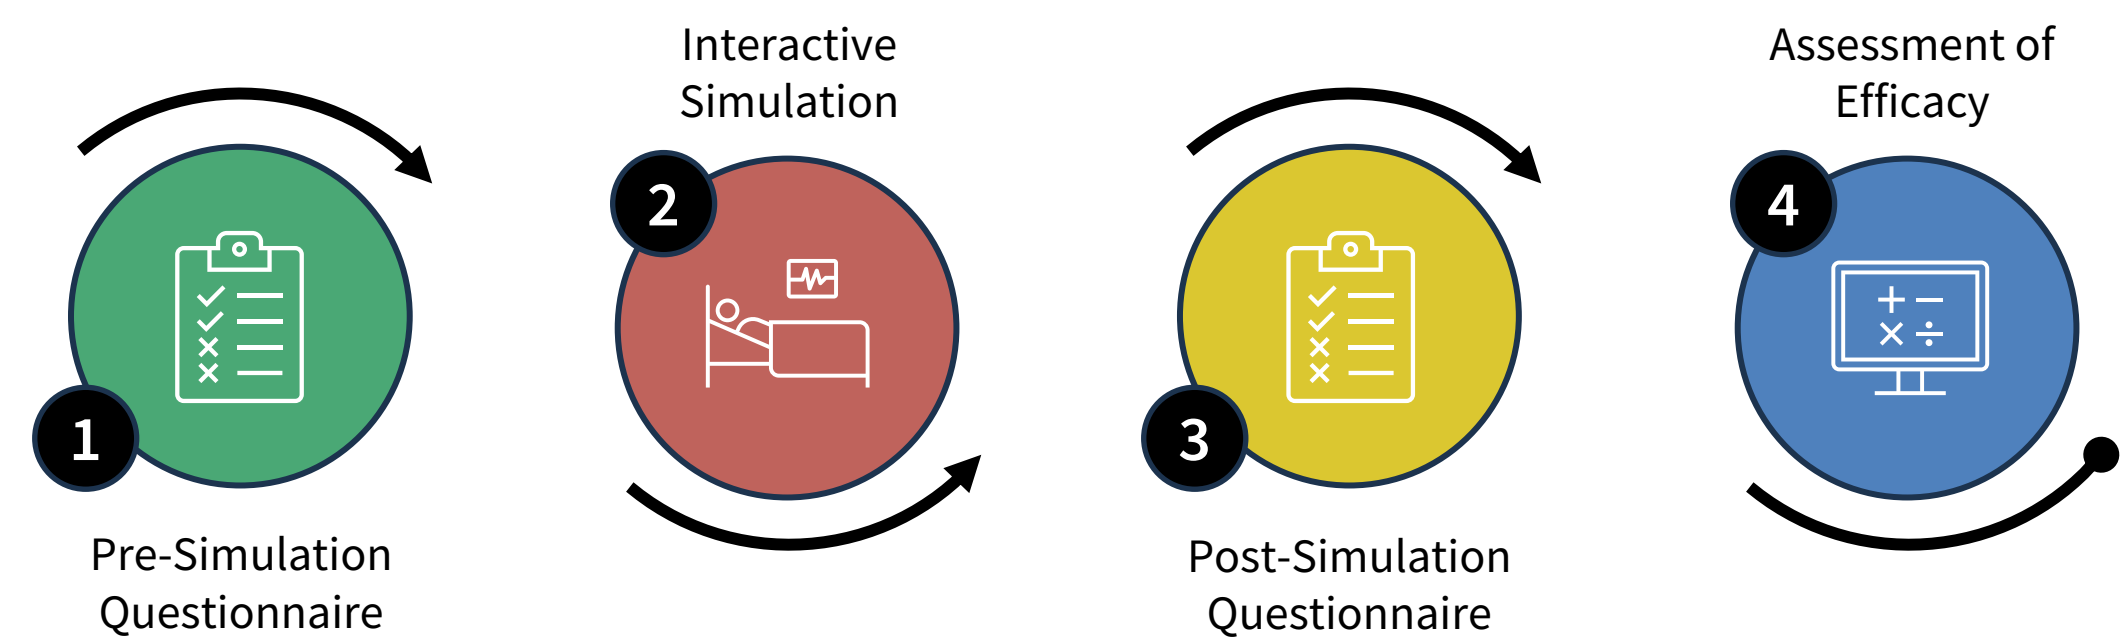 1
Pre-Simulation
Questionnaire
Interactive
Simulation
2
3
Post-Simulation
Questionnaire
Assessment of
Efficacy
4